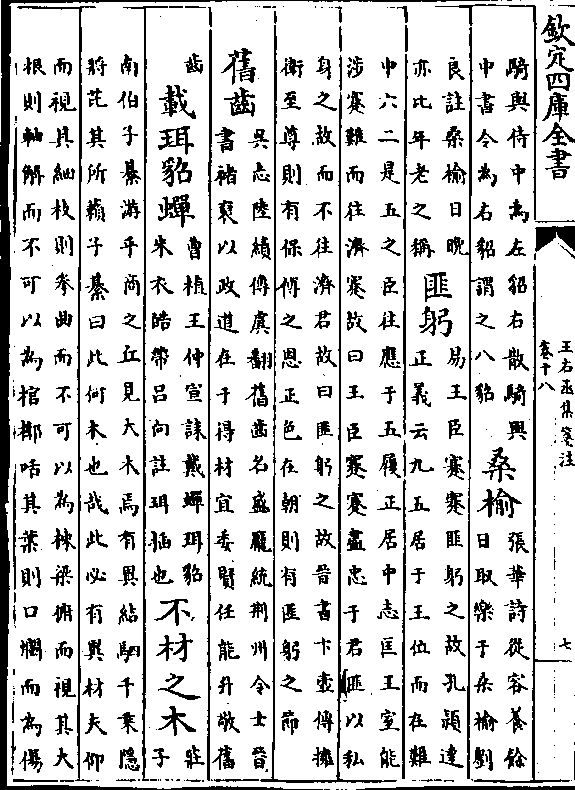 欽定四庫全書
王右丞集箋注
卷十八
七
騎與侍中為左貂右散騎與
中書令為右貂謂之八貂
桑榆
張華詩從容養餘
日取樂于桑榆劉
良註桑榆日晚
亦比年老之稱
匪躬
易王臣蹇蹇匪躬之故孔穎達
正義云九五居于王位而在難
中六二是五之臣往應于五履正居中志匡王室能
涉蹇難而往濟蹇故曰王臣蹇蹇盡忠于君匪以私
身之故而不往濟君故曰匪躬之故晉書卞壼傳擁
衛至尊則有保傅之恩正色在朝則有匪躬之節
舊齒
吳志陸績傳虞翻舊齒名盛龐統荆州令士晉
書褚裒以政道在于得材宜委賢任能升敬舊
齒
載珥貂蟬
曹植王仲宣誄戴蟬珥貂
朱衣皓帶呂向註珥插也
不材之木
莊
子
南伯子綦游乎商之丘見大木焉有異結駟千乘隱
將芘其所藾子綦曰此何木也哉此必有異材夫仰
而視其細枝則拳曲而不可以為棟梁俯而視其大
根則軸解而不可以為棺槨咶其葉則口爛而為傷